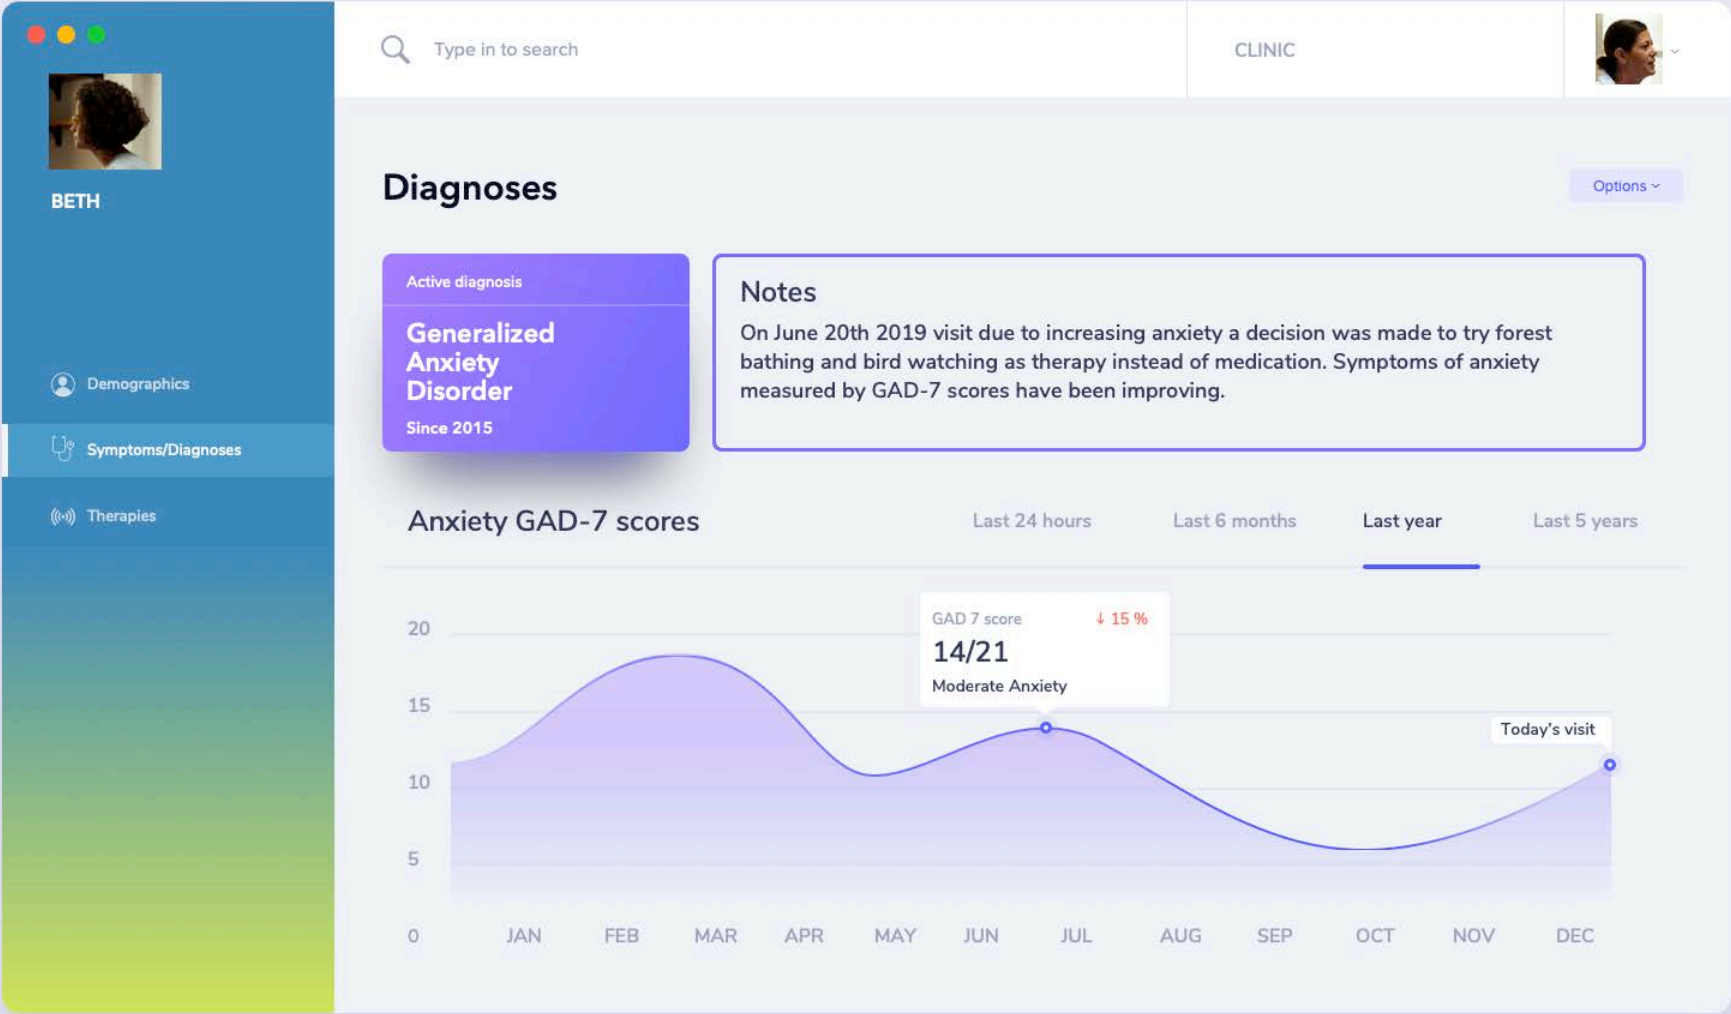 Type in to search
CLINIC
BETH
Demographics
Symptoms/Diagnoses
Therapies
Diagnoses
Options
Active diagnosis
Generalized
Anxiety
Disorder
Since 2015
Notes
On June 20th 2019 visit due to increasing anxiety a decision was made to try forest
bathing and bird watching as therapy instead of medication. Symptoms of anxiety
measured by GAD-7 scores have been improving.
Anxiety GAD-7 scores
Last 24 hours
Last 6 months
Last year
Last 5 years
GAD 7 score ↓ 15 %
14/21
Moderate Anxiety
Today's visit
20
15
10
5
0 JAN FEB MAR APR MAY JUN JUL AUG SEP OCT NOV DEC